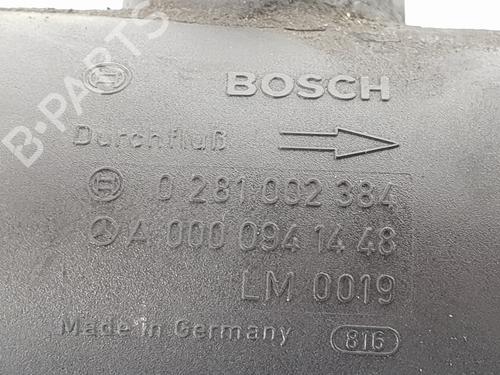 B-PARTS
BOSCH
Durchfluß
0 281 002 384
A 000 094 14 48
LM 0019
Made in Germany 816